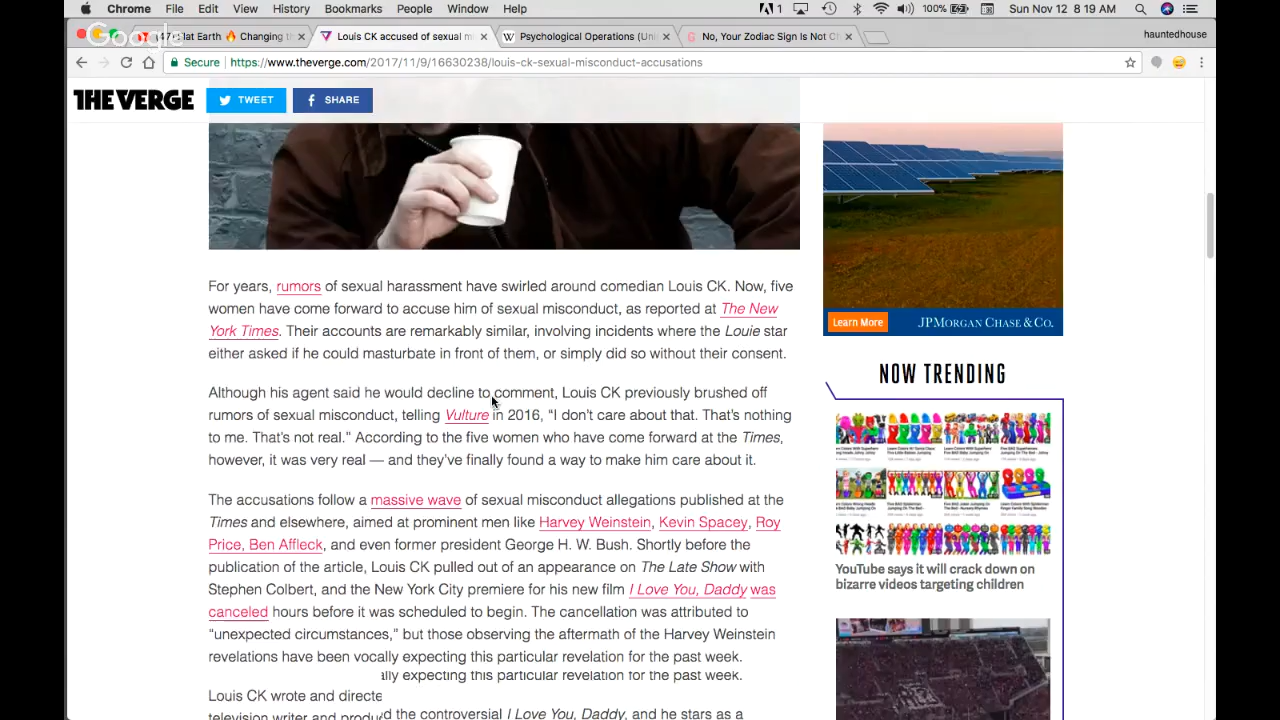 Chrome File Edit View History Bookmarks People Window Help 1 100% Sun Nov 12 8:19 AM
Google
Flat Earth 🔥 Changing th
Louis CK accused of sexual mi
W Psychological Operations (Uni
No, Your Zodiac Sign Is Not C
hauntedhouse
Secure https://www.theverge.com/2017/11/9/16630238/louis-ck-sexual-misconduct-accusations
THE VERGE TWEET SHARE
Learn More JPMORGAN CHASE & CO.
For years, rumors of sexual harassment have swirled around comedian Louis CK. Now, five
women have come forward to accuse him of sexual misconduct, as reported at The New
York Times. Their accounts are remarkably similar, involving incidents where the Louie star
either asked if he could masturbate in front of them, or simply did so without their consent.
Although his agent said he would decline to comment, Louis CK previously brushed off
rumors of sexual misconduct, telling Vulture in 2016, “I don’t care about that. That’s nothing
to me. That’s not real.” According to the five women who have come forward at the Times,
however, it was very real — and they’ve finally found a way to make him care about it.
The accusations follow a massive wave of sexual misconduct allegations published at the
Times and elsewhere, aimed at prominent men like Harvey Weinstein, Kevin Spacey, Roy
Price, Ben Affleck, and even former president George H. W. Bush. Shortly before the
publication of the article, Louis CK pulled out of an appearance on The Late Show with
Stephen Colbert, and the New York City premiere for his new film I Love You, Daddy was
canceled hours before it was scheduled to begin. The cancellation was attributed to
“unexpected circumstances,” but those observing the aftermath of the Harvey Weinstein
revelations have been vocally expecting this particular revelation for the past week.
ally expecting this particular revelation for the past week.
Louis CK wrote and directe
television writer and produ
d the controversial I Love You, Daddy, and he stars as a
NOW TRENDING
YouTube says it will crack down on
bizarre videos targeting children